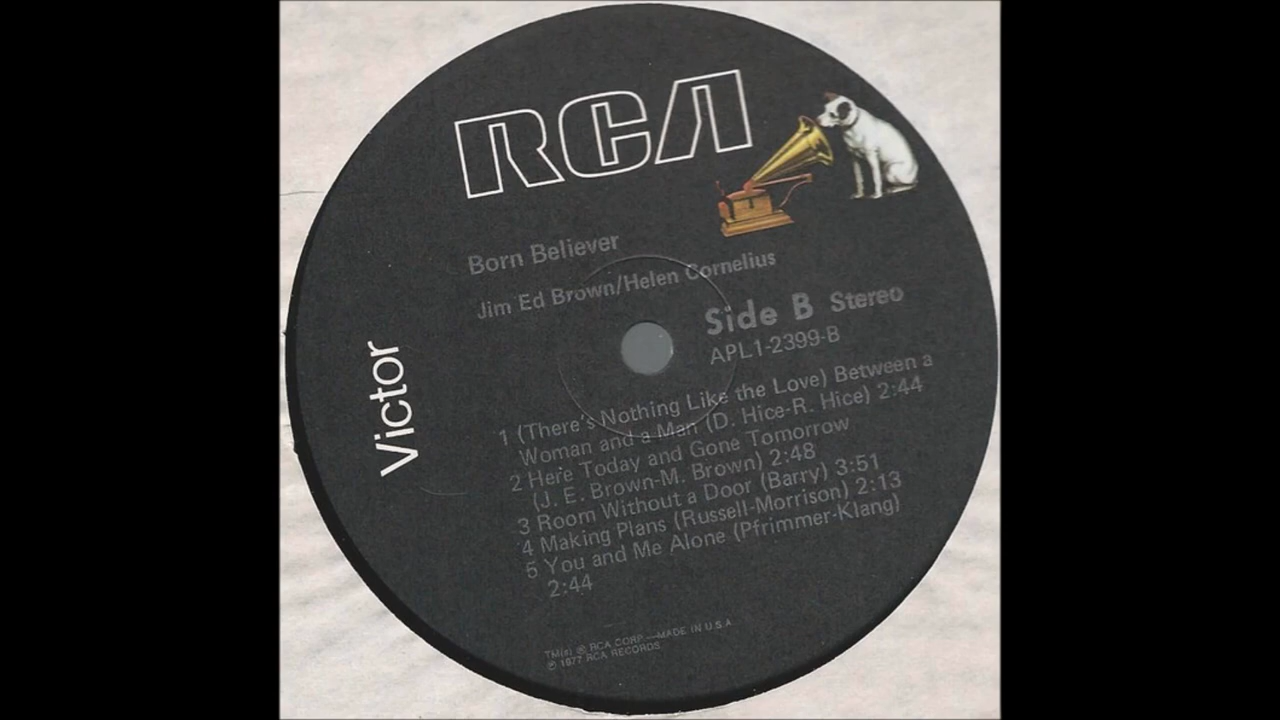 RCA
Born Believer
Jim Ed Brown/Helen Cornelius
Side B Stereo
APL1-2399-B
Victor
1 (There's Nothing Like the Love) Between a
Woman and a Man (D. Hice-R. Hice) 2:44
2 Here Today and Gone Tomorrow
(J. E. Brown-M. Brown) 2:48
3 Room Without a Door (Barry) 3:51
4 Making Plans (Russell-Morrison) 2:13
5 You and Me Alone (Pfrimmer-Klang)
2:44
TM(s) ® RCA CORP.—MADE IN U.S.A.
℗ 1977 RCA RECORDS